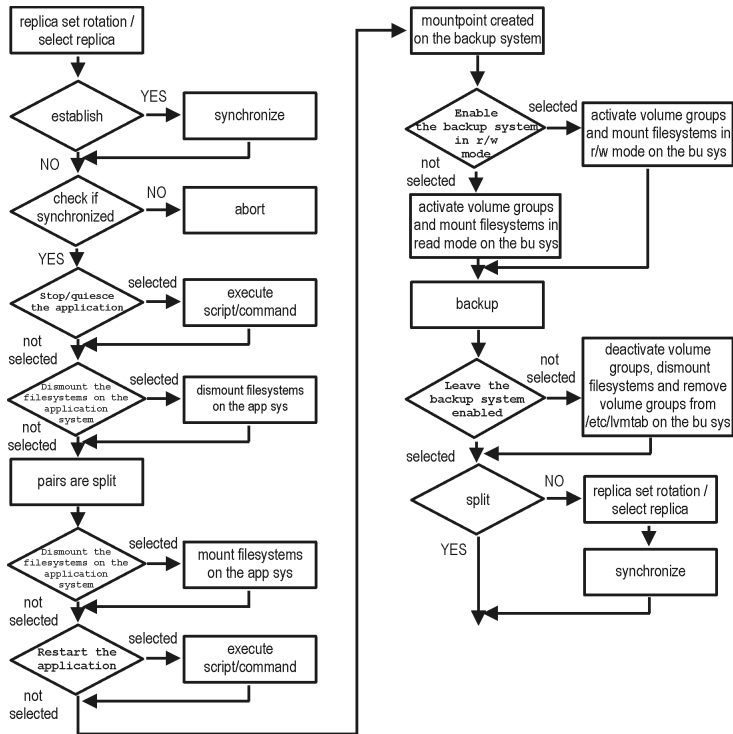 replica set rotation /
select replica
establish
YES
synchronize
NO
check if
synchronized
NO
abort
YES
Stop/quiesce
the application
selected
execute
script/command
not
selected
Dismount the
filesystems on the
application
system
selected
dismount filesystems
on the app sys
not
selected
pairs are split
Dismount the
filesystems on the
application
system
selected
mount filesystems
on the app sys
not
selected
Restart the
application
selected
execute
script/command
not
selected
mountpoint created
on the backup system
Enable
the backup system
in r/w
mode
selected
activate volume groups
and mount filesystems in
r/w mode on the bu sys
not
selected
activate volume groups
and mount filesystems in
read mode on the bu sys
backup
Leave the
backup system
enabled
not
selected
deactivate volume
groups, dismount
filesystems and remove
volume groups from
/etc/lvmtab on the bu sys
selected
split
NO
replica set rotation /
select replica
YES
synchronize